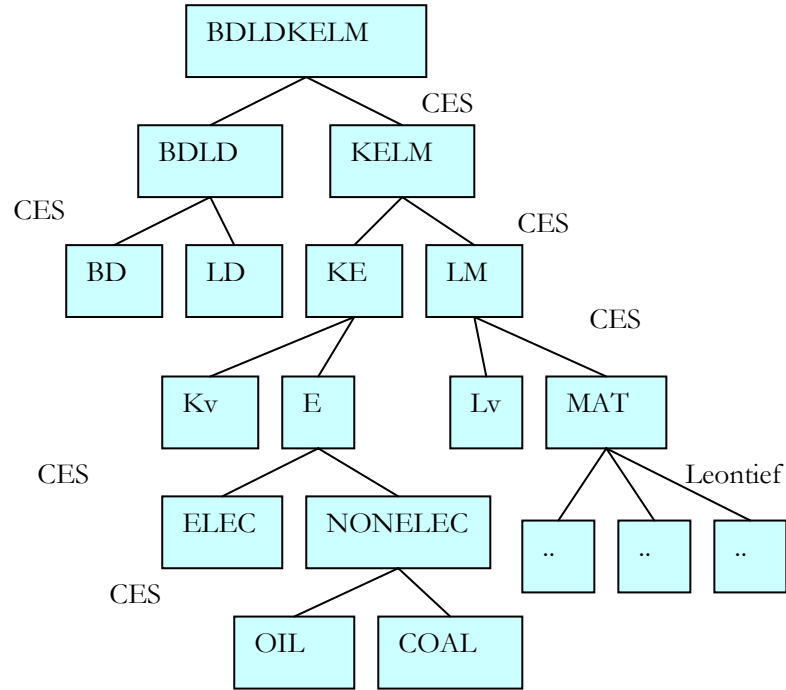 BDLDKELM
CES
BDLD
KELM
CES
CES
BD
LD
KE
LM
CES
Kv
E
Lv
MAT
CES
Leontief
ELEC
NONELEC
..
..
..
CES
OIL
COAL